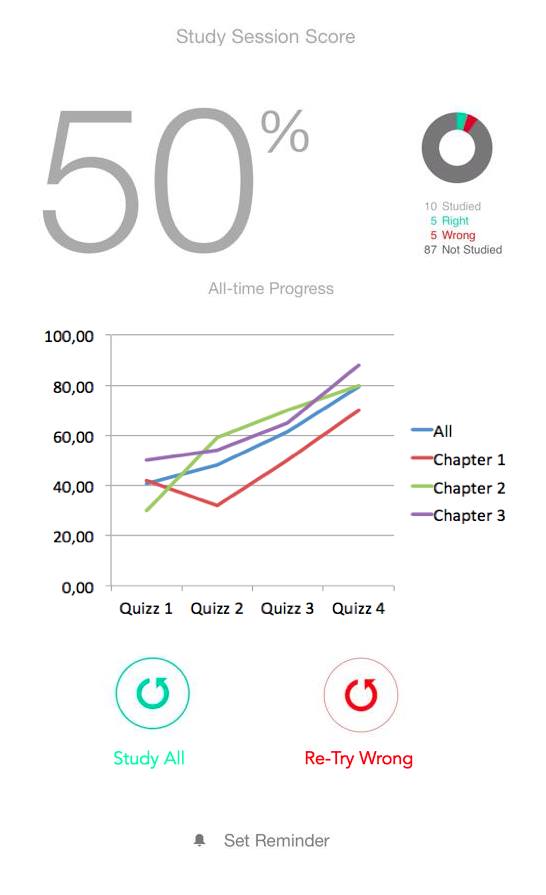 Study Session Score
50%
10 Studied
5 Right
5 Wrong
87 Not Studied
All-time Progress
100,00
80,00
60,00
40,00
20,00
0,00
Quizz 1 Quizz 2 Quizz 3 Quizz 4
All
Chapter 1
Chapter 2
Chapter 3
Study All
Re-Try Wrong
Set Reminder